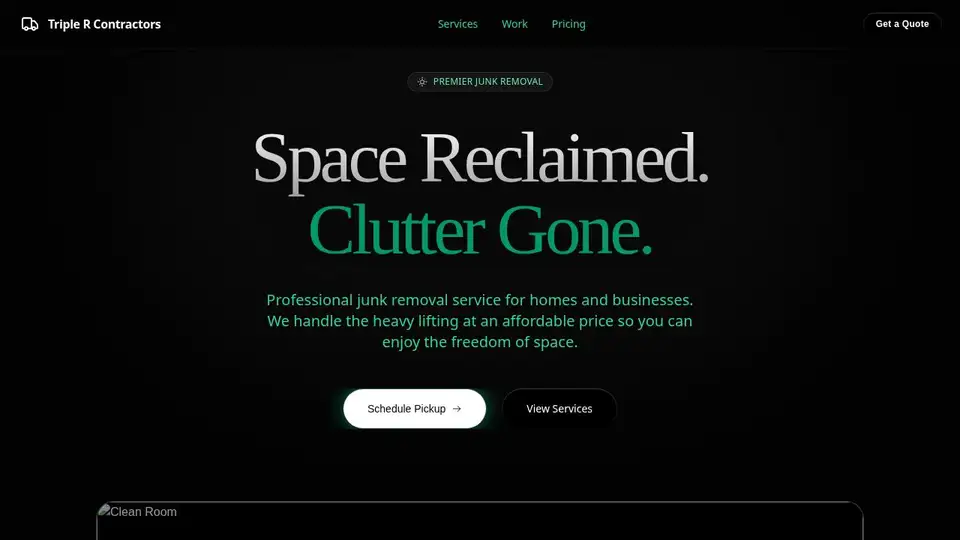 Triple R Contractors
Services
Work
Pricing
Get a Quote
PREMIER JUNK REMOVAL
Space Reclaimed.
Clutter Gone.
Professional junk removal service for homes and businesses.
We handle the heavy lifting at an affordable price so you can
enjoy the freedom of space.
Schedule Pickup →
View Services
Clean Room